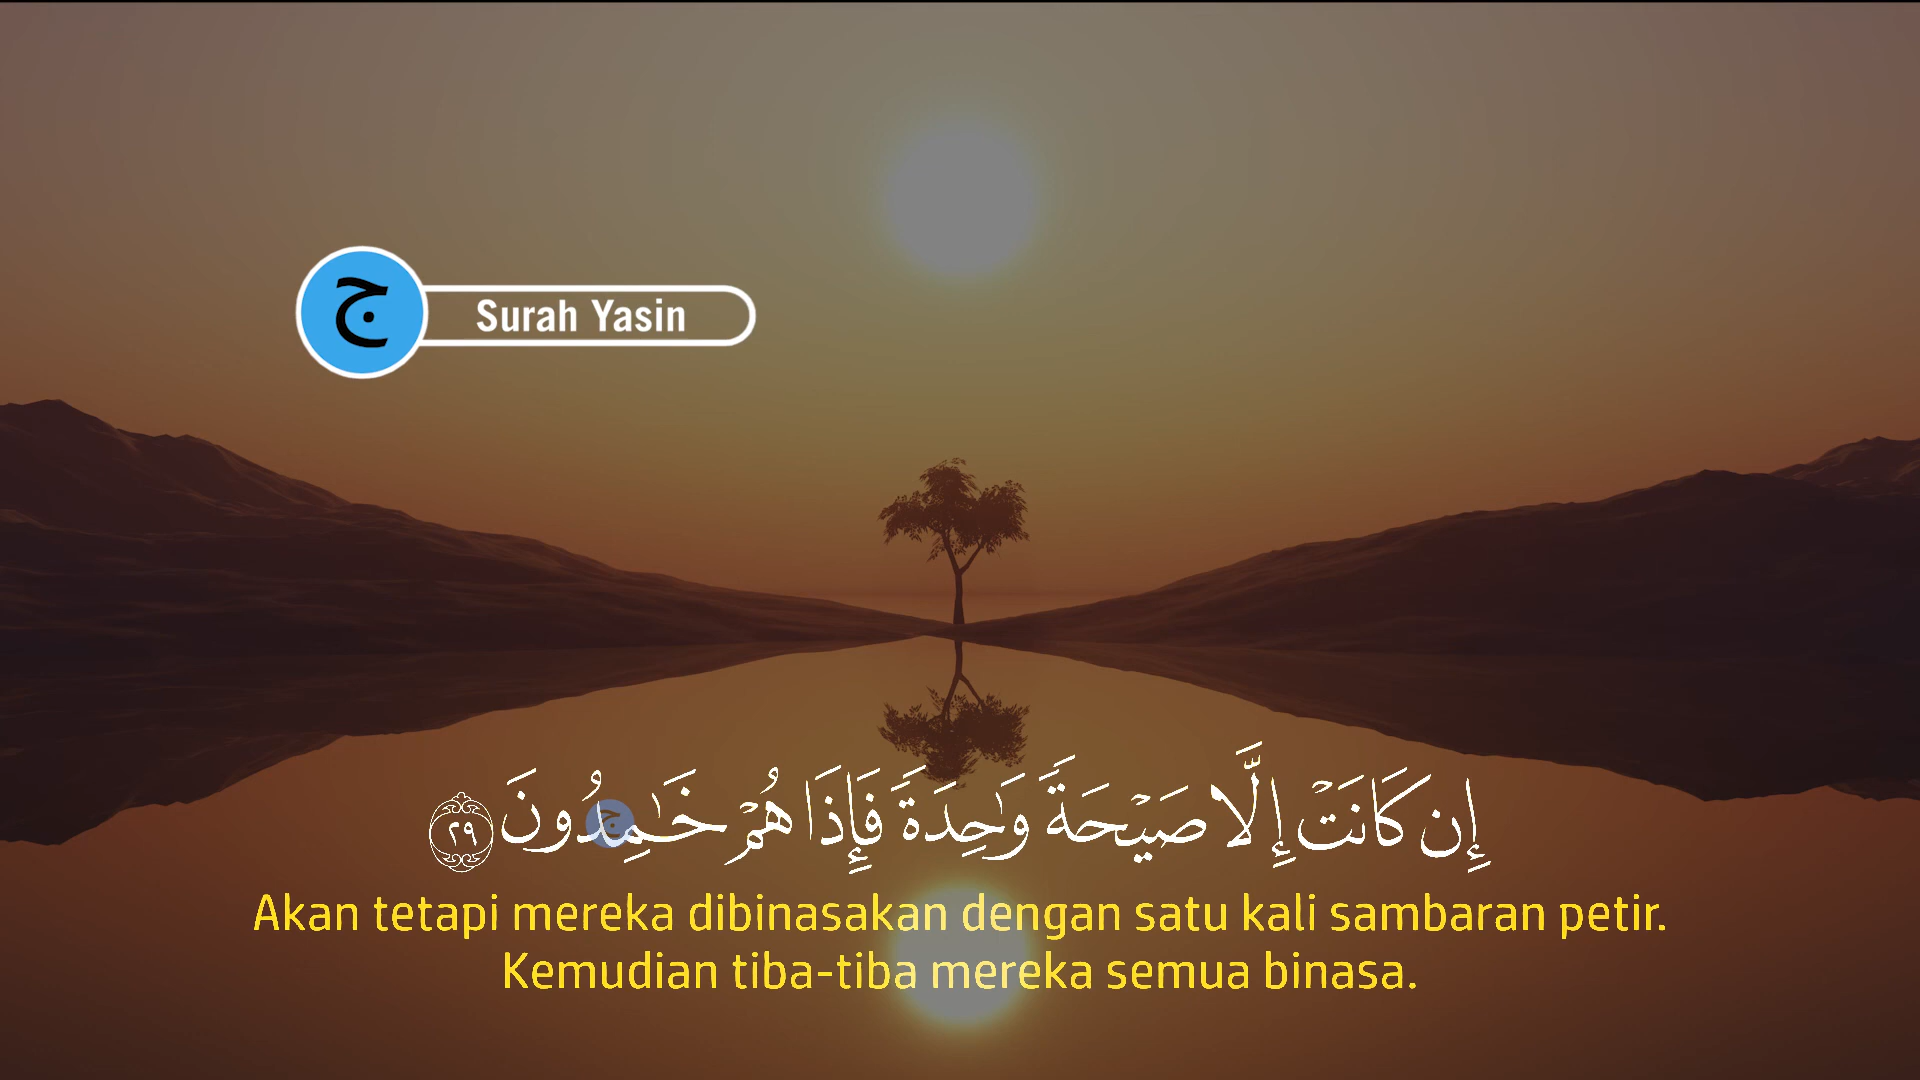 ج
Surah Yasin
إِن كَانَتْ إِلَّا صَيْحَةً وَٰحِدَةً فَإِذَا هُمْ خَـٰمِدُونَ ٢٩
ج
Akan tetapi mereka dibinasakan dengan satu kali sambaran petir.
Kemudian tiba-tiba mereka semua binasa.